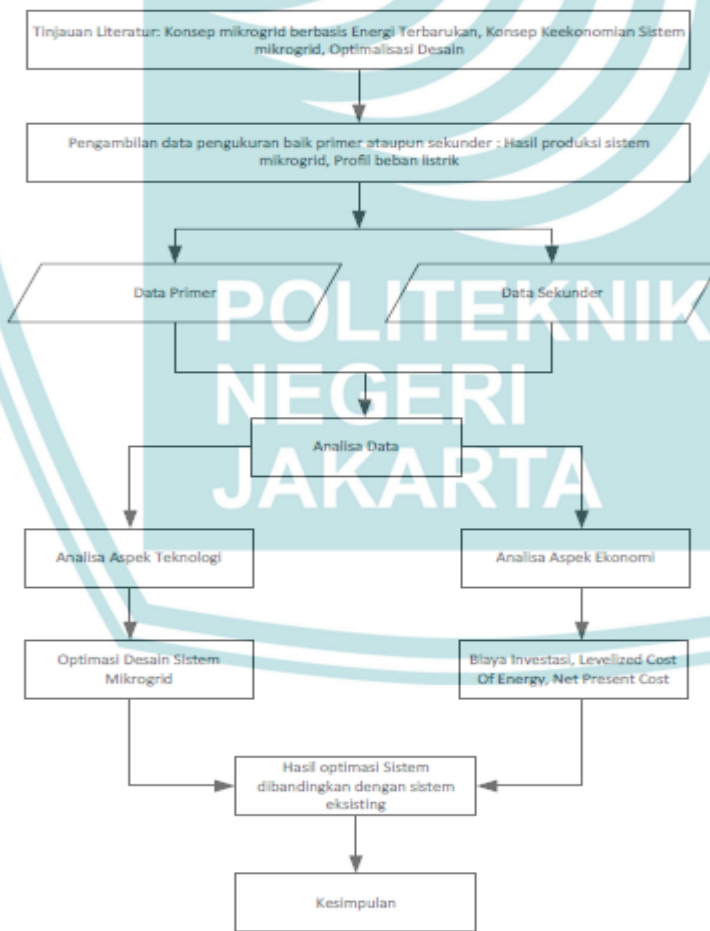 Tinjauan Literatur: Konsep mikrogrid berbasis Energi Terbarukan, Konsep Keekonomian Sistem
mikrogrid, Optimalisasi Desain
Pengambilan data pengukuran baik primer ataupun sekunder : Hasil produksi sistem
mikrogrid, Profil beban listrik
Data Primer
Data Sekunder
POLITEKNIK
NEGERI
JAKARTA
Analisa Data
Analisa Aspek Teknologi
Analisa Aspek Ekonomi
Optimasi Desain Sistem
Mikrogrid
Biaya Investasi, Levelized Cost
Of Energy, Net Present Cost
Hasil optimasi Sistem
dibandingkan dengan sistem
eksisting
Kesimpulan